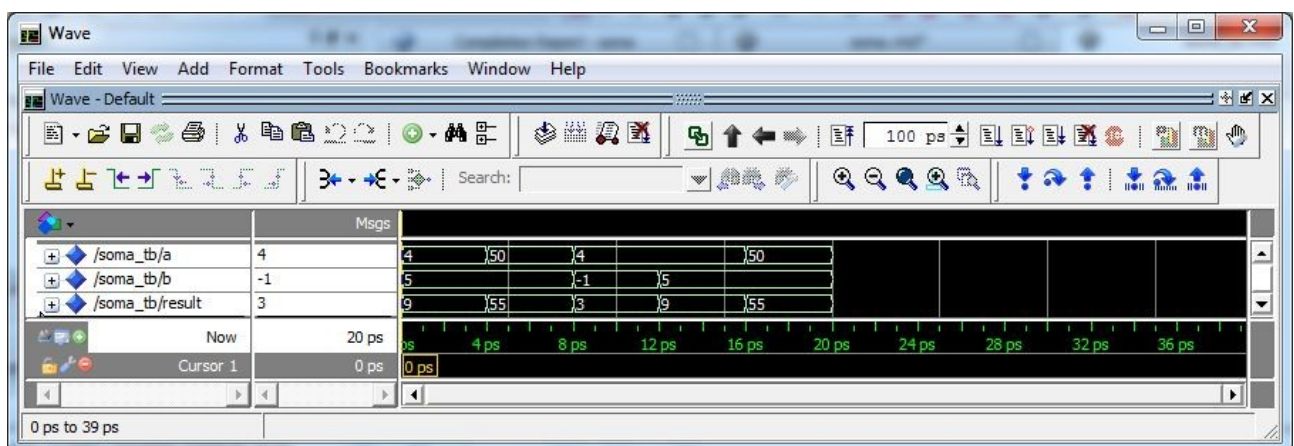 Wave
File Edit View Add Format Tools Bookmarks Window Help
Wave - Default
100 ps
Search:
Msgs
/soma_tb/a 4 4 50 4 50
/soma_tb/b -1 5 -1 5
/soma_tb/result 3 9 55 3 9 55
Now 20 ps ps 4 ps 8 ps 12 ps 16 ps 20 ps 24 ps 28 ps 32 ps 36 ps
Cursor 1 0 ps 0 ps
0 ps to 39 ps